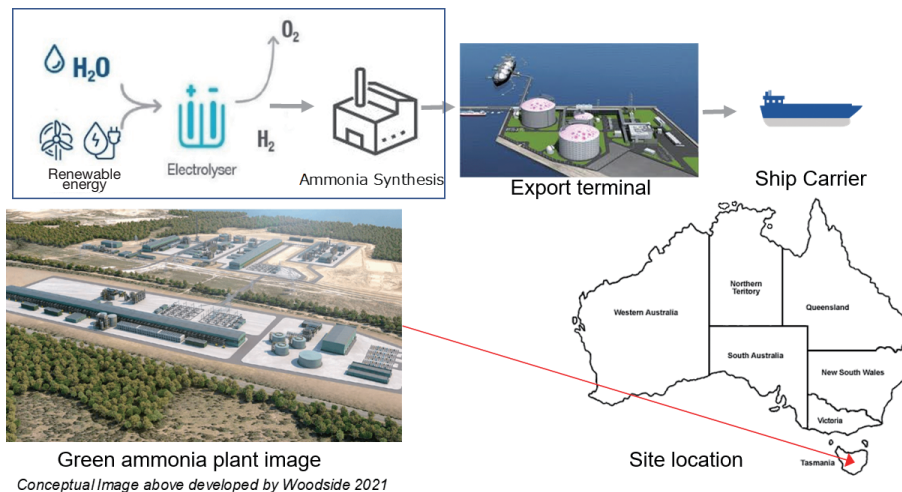 O2
H2O
H2
Renewable
energy
Electrolyser
Ammonia Synthesis
Export terminal
Ship Carrier
Northern
Teritory
Queensland
Western Australia
South Australia
New South Wales
Victoria
Tasmania
Green ammonia plant image
Site location
Conceptual Image above developed by Woodside 2021